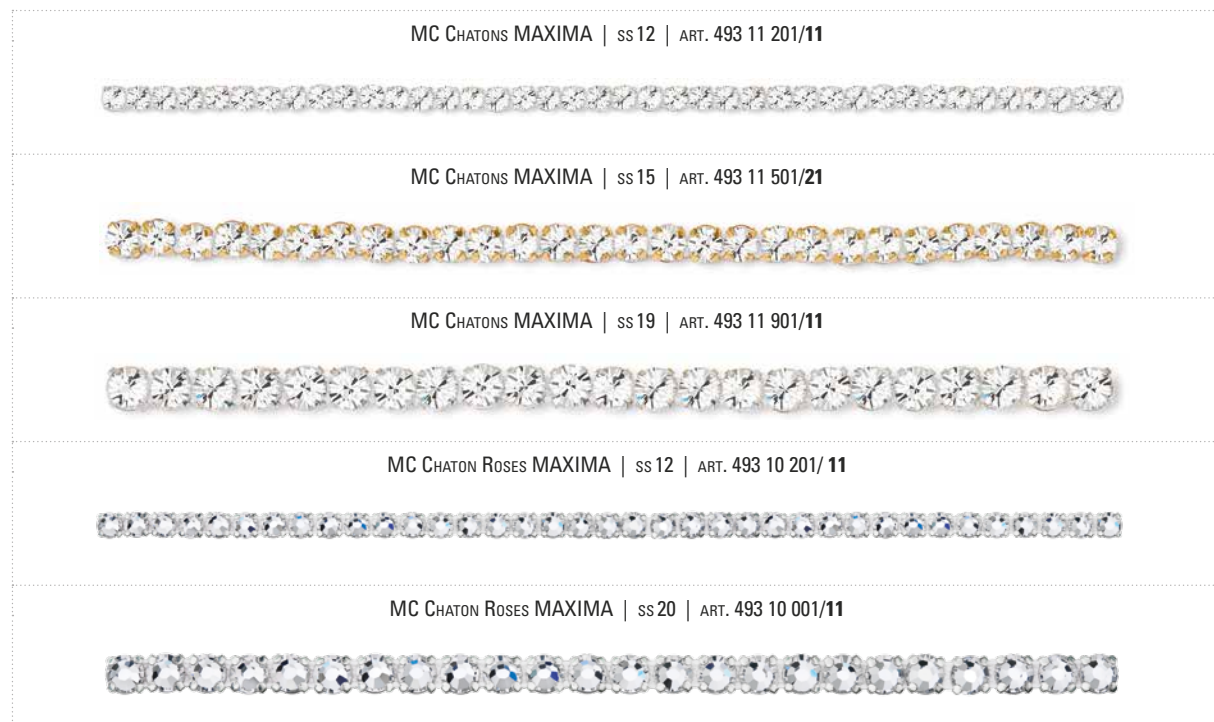 MC Chatons MAXIMA | ss 12 | art. 493 11 201/11
MC Chatons MAXIMA | ss 15 | art. 493 11 501/21
MC Chatons MAXIMA | ss 19 | art. 493 11 901/11
MC Chaton Roses MAXIMA | ss 12 | art. 493 10 201/ 11
MC Chaton Roses MAXIMA | ss 20 | art. 493 10 001/11